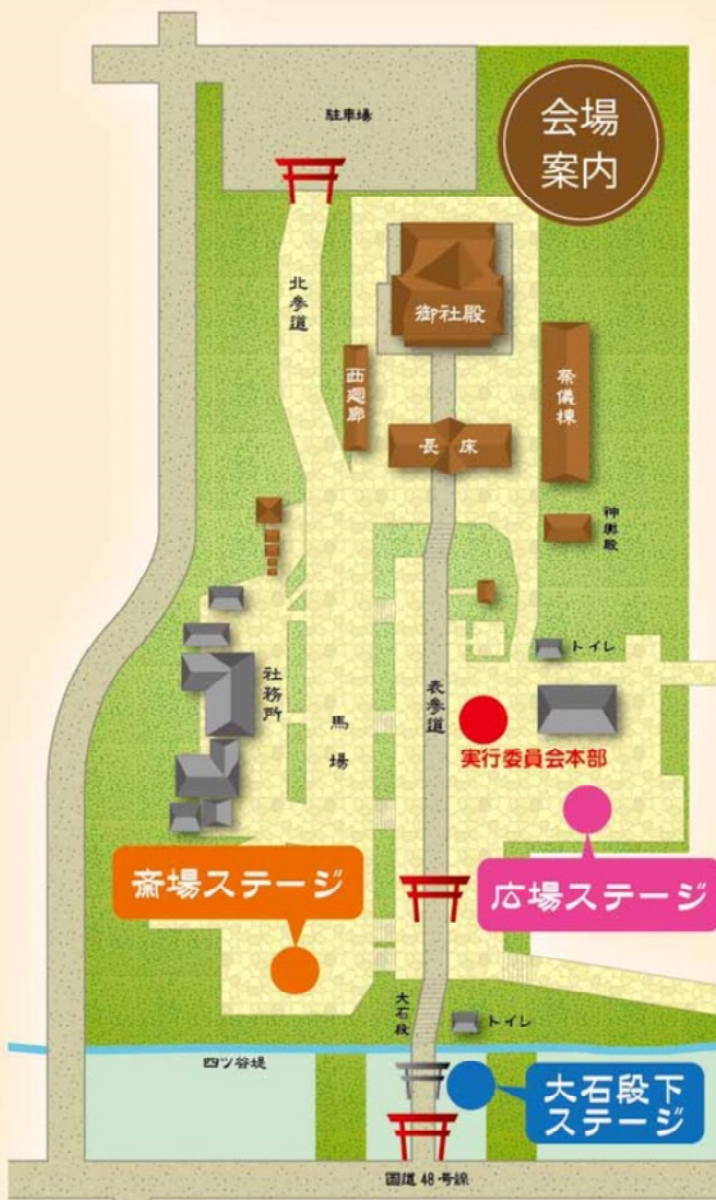 会場
案内
駐車場
北参道
御社殿
西廻廊
祭儀棟
長床
神輿殿
トイレ
社務所
表参道
馬場
実行委員会本部
斎場ステージ
広場ステージ
大石段
トイレ
四ツ谷堤
大石段下
ステージ
国道48号線